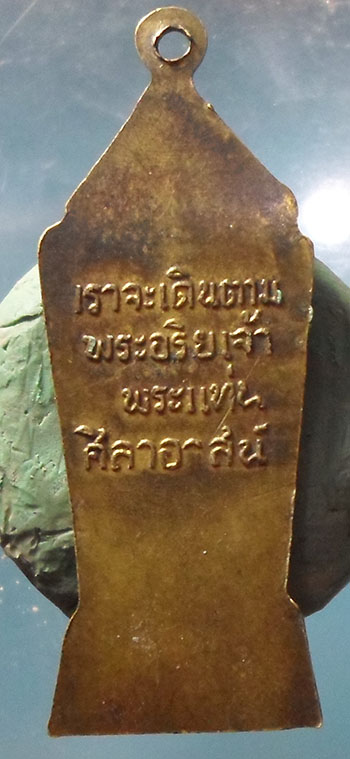 เราจะเดินตาม
พระอริยเจ้า
พระแท่น
ศิลาอาสน์